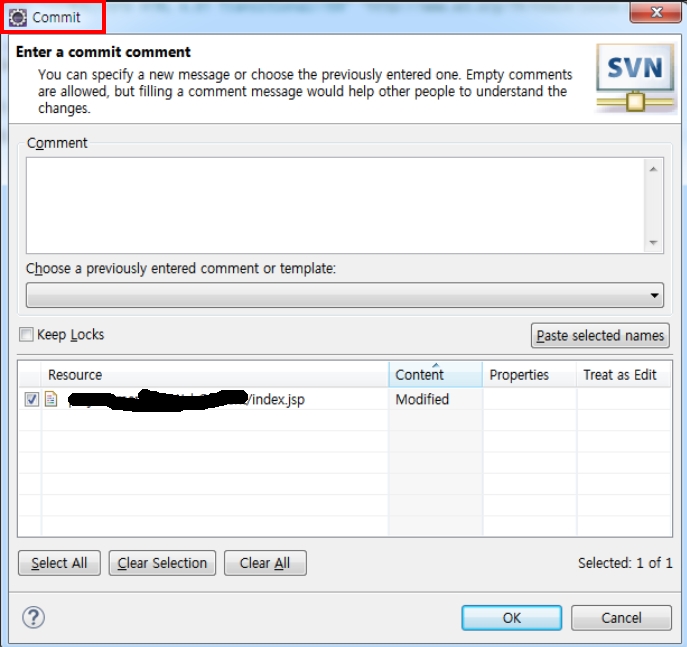 Commit
Enter a commit comment
SVN
You can specify a new message or choose the previously entered one. Empty comments
are allowed, but filling a comment message would help other people to understand the
changes.
Comment
Choose a previously entered comment or template:
Keep Locks
Paste selected names
Resource Content Properties Treat as Edit
/index.jsp Modified
Select All Clear Selection Clear All Selected: 1 of 1
? OK Cancel